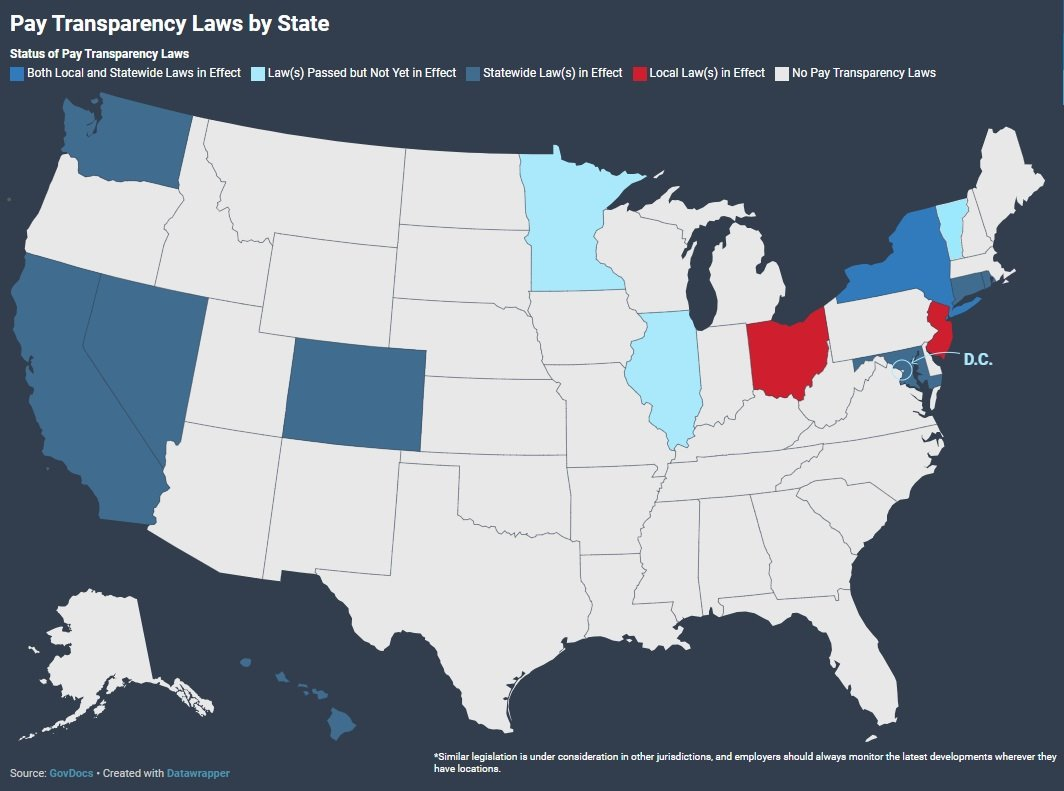 Pay Transparency Laws by State
Status of Pay Transparency Laws
Both Local and Statewide Laws in Effect Law(s) Passed but Not Yet in Effect Statewide Law(s) in Effect Local Law(s) in Effect No Pay Transparency Laws
D.C.
*Similar legislation is under consideration in other jurisdictions, and employers should always monitor the latest developments wherever they
have locations.
Source: GovDocs • Created with Datawrapper